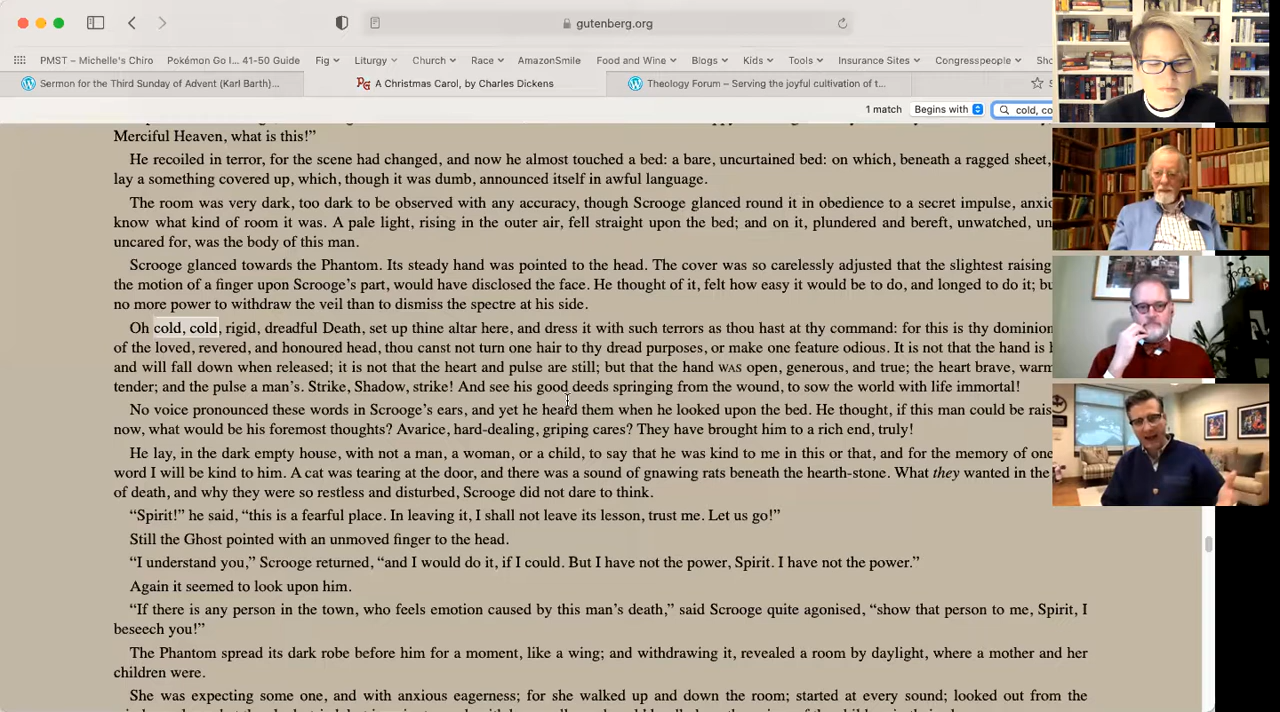 gutenberg.org
PMST – Michelle's Chiro Pokémon Go I... 41-50 Guide Fig Liturgy Church Race AmazonSmile Food and Wine Blogs Kids Tools Insurance Sites Congresspeople Sho
Sermon for the Third Sunday of Advent (Karl Barth)... A Christmas Carol, by Charles Dickens Theology Forum – Serving the joyful cultivation of t...
1 match Begins with cold, co
Merciful Heaven, what is this!”
He recoiled in terror, for the scene had changed, and now he almost touched a bed: a bare, uncurtained bed: on which, beneath a ragged sheet,
lay a something covered up, which, though it was dumb, announced itself in awful language.
The room was very dark, too dark to be observed with any accuracy, though Scrooge glanced round it in obedience to a secret impulse, anxio
know what kind of room it was. A pale light, rising in the outer air, fell straight upon the bed; and on it, plundered and bereft, unwatched, un
uncared for, was the body of this man.
Scrooge glanced towards the Phantom. Its steady hand was pointed to the head. The cover was so carelessly adjusted that the slightest raising
the motion of a finger upon Scrooge’s part, would have disclosed the face. He thought of it, felt how easy it would be to do, and longed to do it; bu
no more power to withdraw the veil than to dismiss the spectre at his side.
Oh cold, cold, rigid, dreadful Death, set up thine altar here, and dress it with such terrors as thou hast at thy command: for this is thy dominion
of the loved, revered, and honoured head, thou canst not turn one hair to thy dread purposes, or make one feature odious. It is not that the hand is h
and will fall down when released; it is not that the heart and pulse are still; but that the hand WAS open, generous, and true; the heart brave, warm
tender; and the pulse a man’s. Strike, Shadow, strike! And see his good deeds springing from the wound, to sow the world with life immortal!
No voice pronounced these words in Scrooge’s ears, and yet he heard them when he looked upon the bed. He thought, if this man could be rais
now, what would be his foremost thoughts? Avarice, hard-dealing, griping cares? They have brought him to a rich end, truly!
He lay, in the dark empty house, with not a man, a woman, or a child, to say that he was kind to me in this or that, and for the memory of one
word I will be kind to him. A cat was tearing at the door, and there was a sound of gnawing rats beneath the hearth-stone. What they wanted in the
of death, and why they were so restless and disturbed, Scrooge did not dare to think.
“Spirit!” he said, “this is a fearful place. In leaving it, I shall not leave its lesson, trust me. Let us go!”
Still the Ghost pointed with an unmoved finger to the head.
“I understand you,” Scrooge returned, “and I would do it, if I could. But I have not the power, Spirit. I have not the power.”
Again it seemed to look upon him.
“If there is any person in the town, who feels emotion caused by this man’s death,” said Scrooge quite agonised, “show that person to me, Spirit, I
beseech you!”
The Phantom spread its dark robe before him for a moment, like a wing; and withdrawing it, revealed a room by daylight, where a mother and her
children were.
She was expecting some one, and with anxious eagerness; for she walked up and down the room; started at every sound; looked out from the